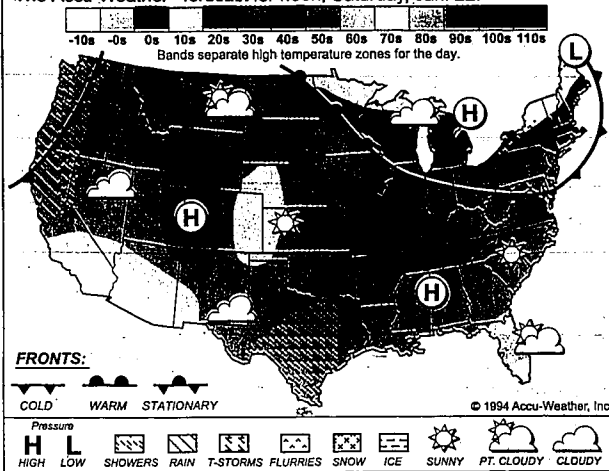 -10s -0s 0s 10s 20s 30s 40s 50s 60s 70s 80s 90s 100s 110s
Bands separate high temperature zones for the day.
L
H
H
H
FRONTS:
COLD WARM STATIONARY
© 1994 Accu-Weather, Inc
Pressure
H L
HIGH LOW SHOWERS RAIN T-STORMS FLURRIES SNOW ICE SUNNY PT. CLOUDY CLOUDY